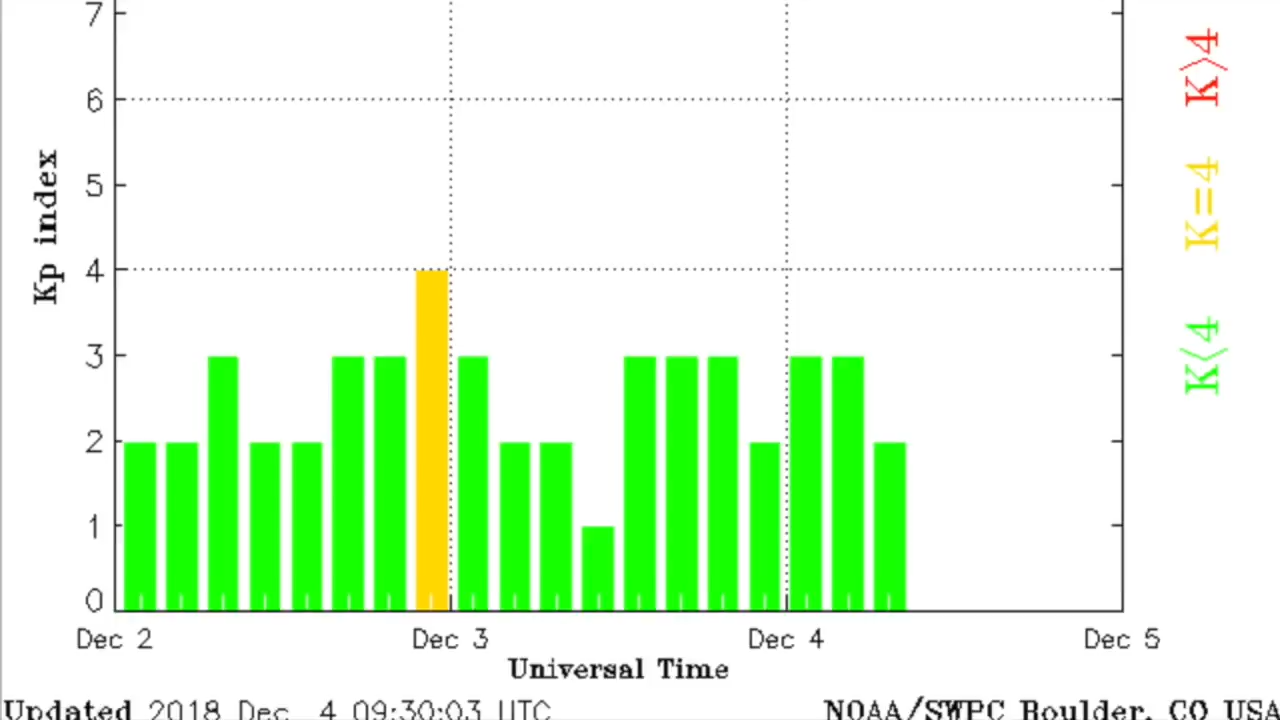 7
6
5
4
3
2
1
0
Kp index
Dec 2 Dec 3 Dec 4 Dec 5
Universal Time
K>4
K=4
K<4
Updated 2018 Dec 4 09:30:03 UTC
NOAA/SWPC Boulder, CO USA